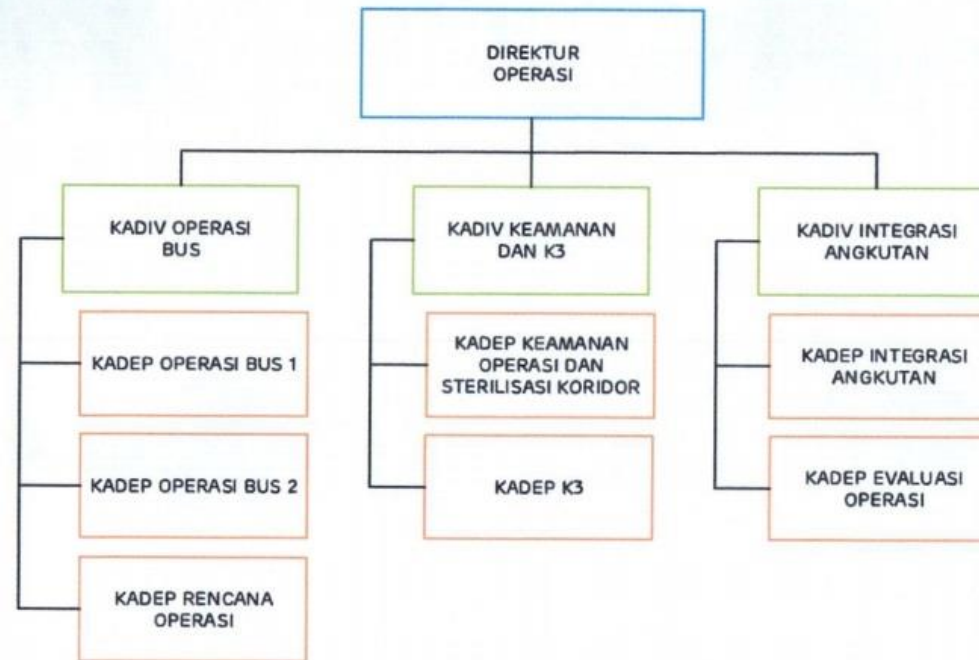 DIREKTUR
OPERASI
KADIV OPERASI
BUS
KADEP OPERASI BUS 1
KADEP OPERASI BUS 2
KADEP RENCANA
OPERASI
KADIV KEAMANAN
DAN K3
KADEP KEAMANAN
OPERASI DAN
STERILISASI KORIDOR
KADEP K3
KADIV INTEGRASI
ANGKUTAN
KADEP INTEGRASI
ANGKUTAN
KADEP EVALUASI
OPERASI